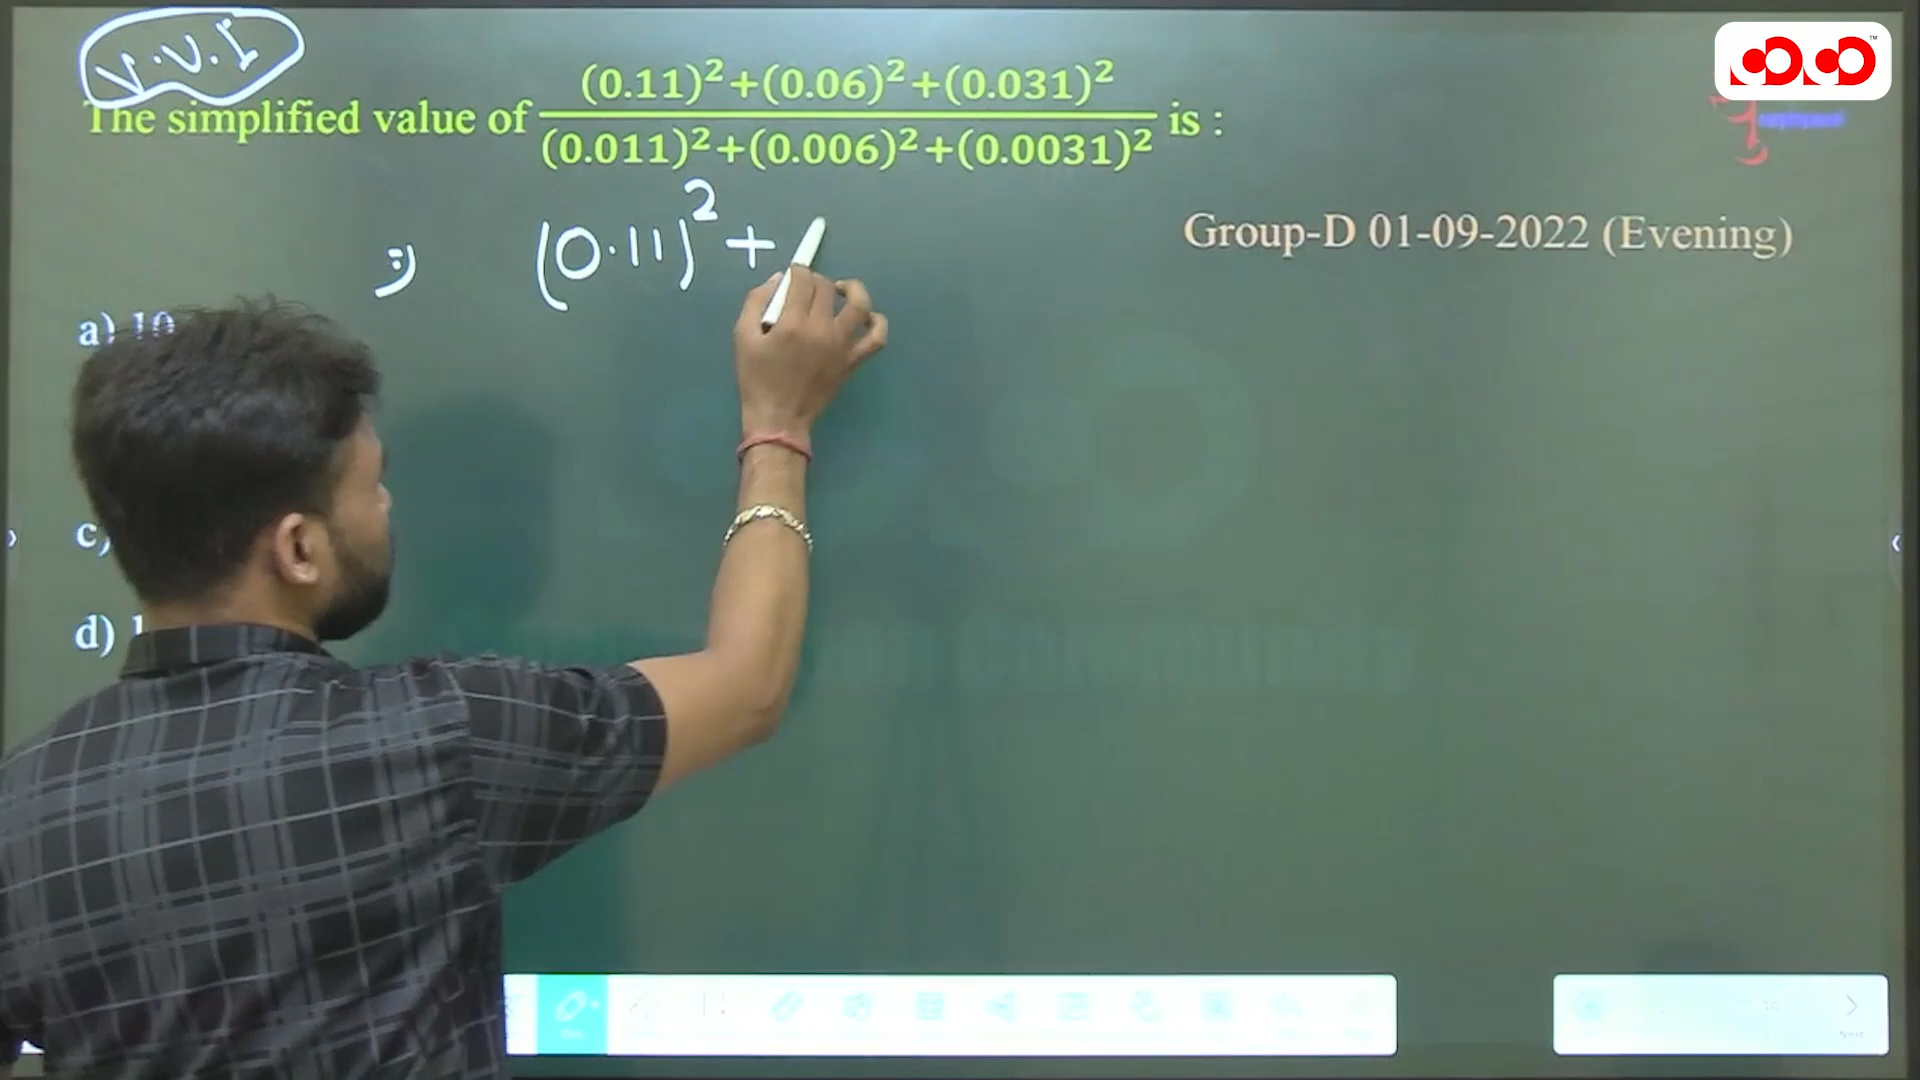 V.V.I
The simplified value of (0.11)²+(0.06)²+(0.031)² / (0.011)²+(0.006)²+(0.0031)² is :
(0.11)² +
Group-D 01-09-2022 (Evening)
a) 10
c)
d)
Next